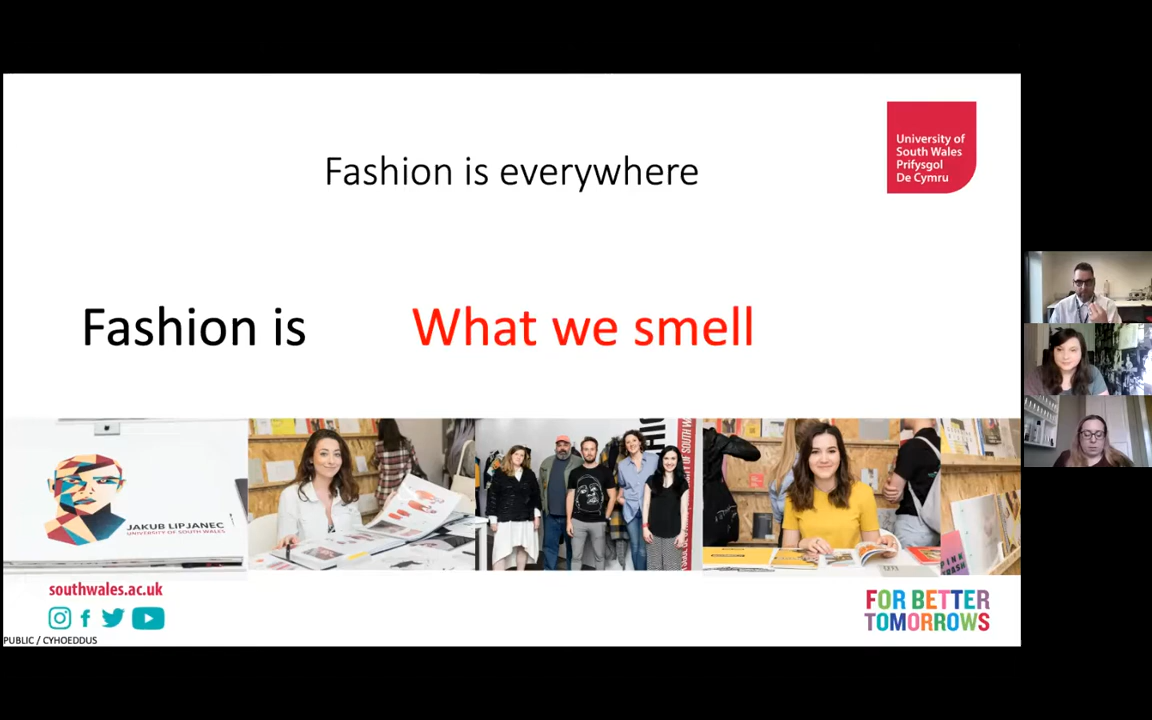 Fashion is everywhere
University of
South Wales
Prifysgol
De Cymru
Fashion is What we smell
JAKUB LIPJANEC
UNIVERSITY OF SOUTH WALES
PINK
southwales.ac.uk
FOR BETTER
TOMORROWS
PUBLIC / CYHOEDDUS